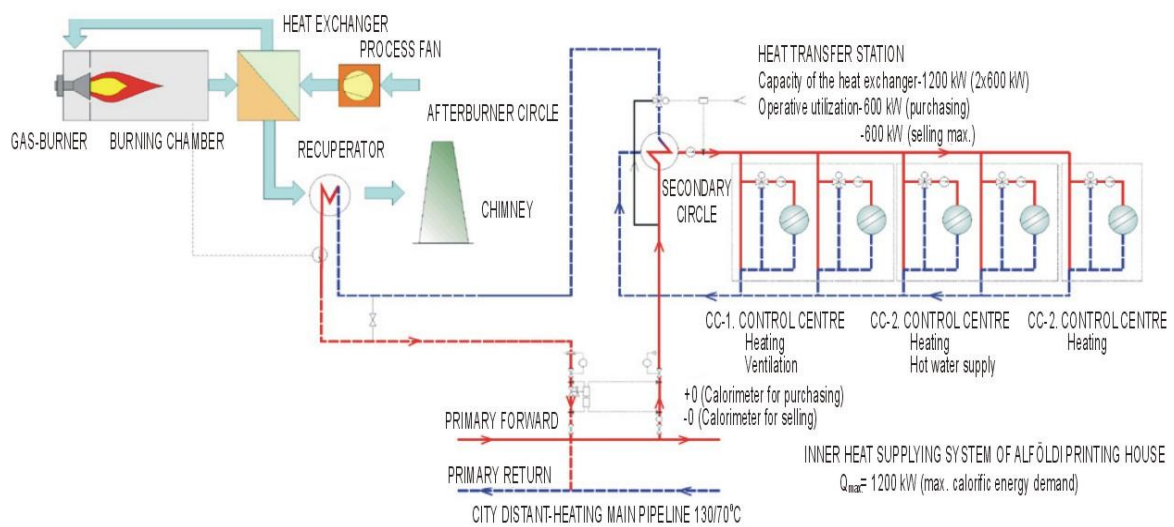 HEAT EXCHANGER
PROCESS FAN
GAS-BURNER
BURNING CHAMBER
AFTERBURNER CIRCLE
RECUPERATOR
CHIMNEY
HEAT TRANSFER STATION
Capacity of the heat exchanger-1200 kW (2x600 kW)
Operative utilization-600 kW (purchasing)
-600 kW (selling max.)
SECONDARY
CIRCLE
CC-1. CONTROL CENTRE
Heating
Ventilation
CC-2. CONTROL CENTRE
Heating
Hot water supply
CC-2. CONTROL CENTRE
Heating
+0 (Calorimeter for purchasing)
-0 (Calorimeter for selling)
PRIMARY FORWARD
PRIMARY RETURN
CITY DISTANT-HEATING MAIN PIPELINE 130/70°C
INNER HEAT SUPPLYING SYSTEM OF ALFÖLDI PRINTING HOUSE
Qmax= 1200 kW (max. calorific energy demand)